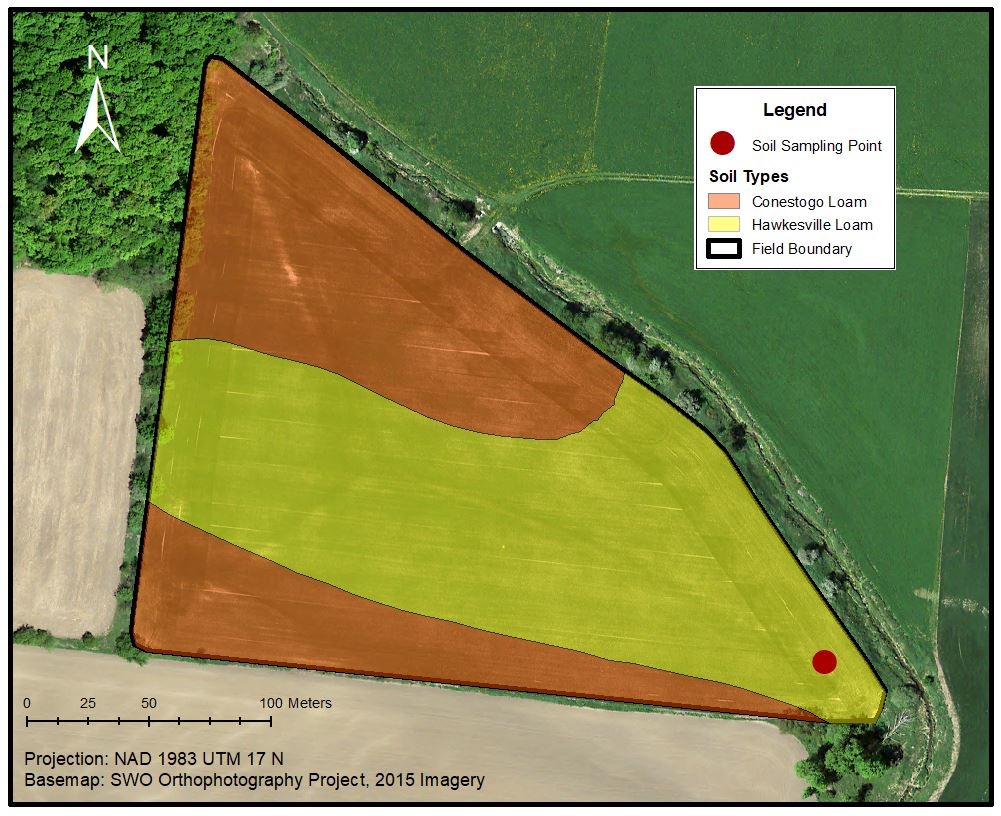 N
Legend
Soil Sampling Point
Soil Types
Conestogo Loam
Hawkesville Loam
Field Boundary
0 25 50 100 Meters
Projection: NAD 1983 UTM 17 N
Basemap: SWO Orthophotography Project, 2015 Imagery